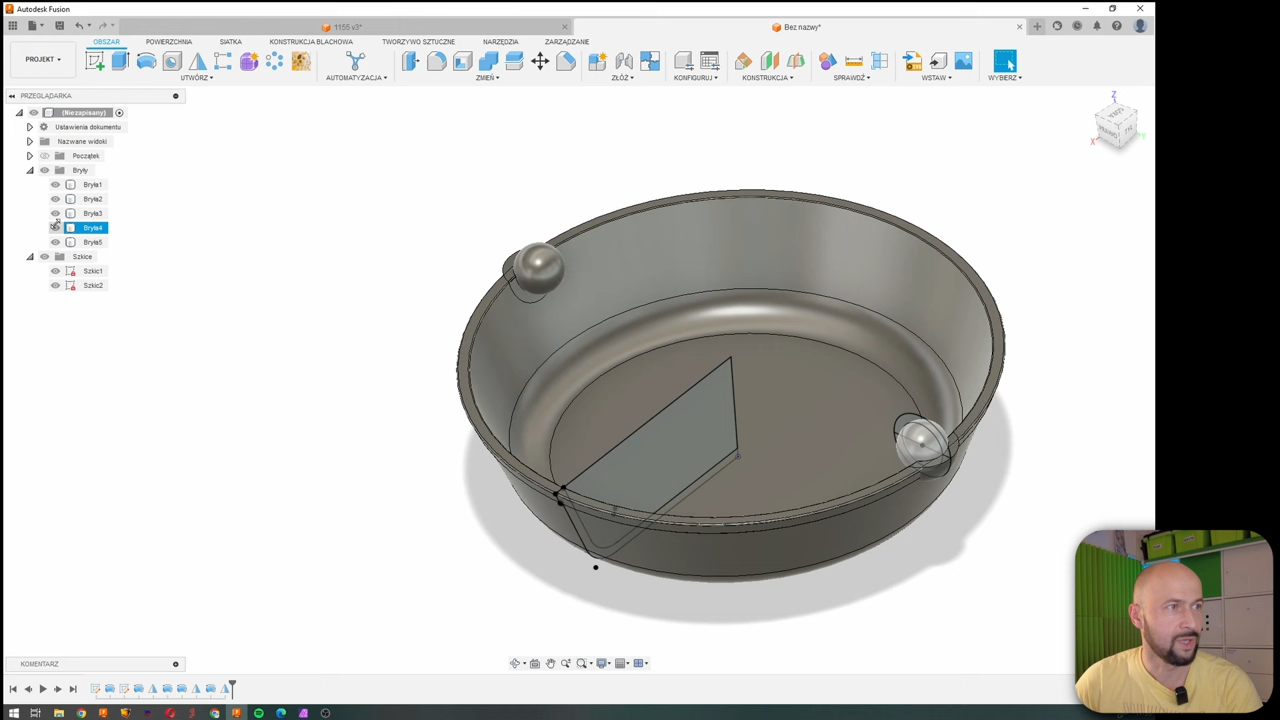 Autodesk Fusion
1155 v3*
Bez nazwy*
PROJEKT
OBSZAR
POWIERZCHNIA
SIATKA
KONSTRUKCJA BLACHOWA
TWORZYWO SZTUCZNE
NARZĘDZIA
ZARZĄDZANIE
UTWÓRZ
AUTOMATYZACJA
ZMIEŃ
ZŁÓŻ
KONFIGURUJ
KONSTRUKCJA
SPRAWDŹ
WSTAW
WYBIERZ
PRZEGLĄDARKA
(Niezapisany)
Ustawienia dokumentu
Nazwane widoki
Początek
Bryły
Bryła1
Bryła2
Bryła3
Bryła4
Bryła5
Szkice
Szkic1
Szkic2
Z
X
Y
KOMENTARZ